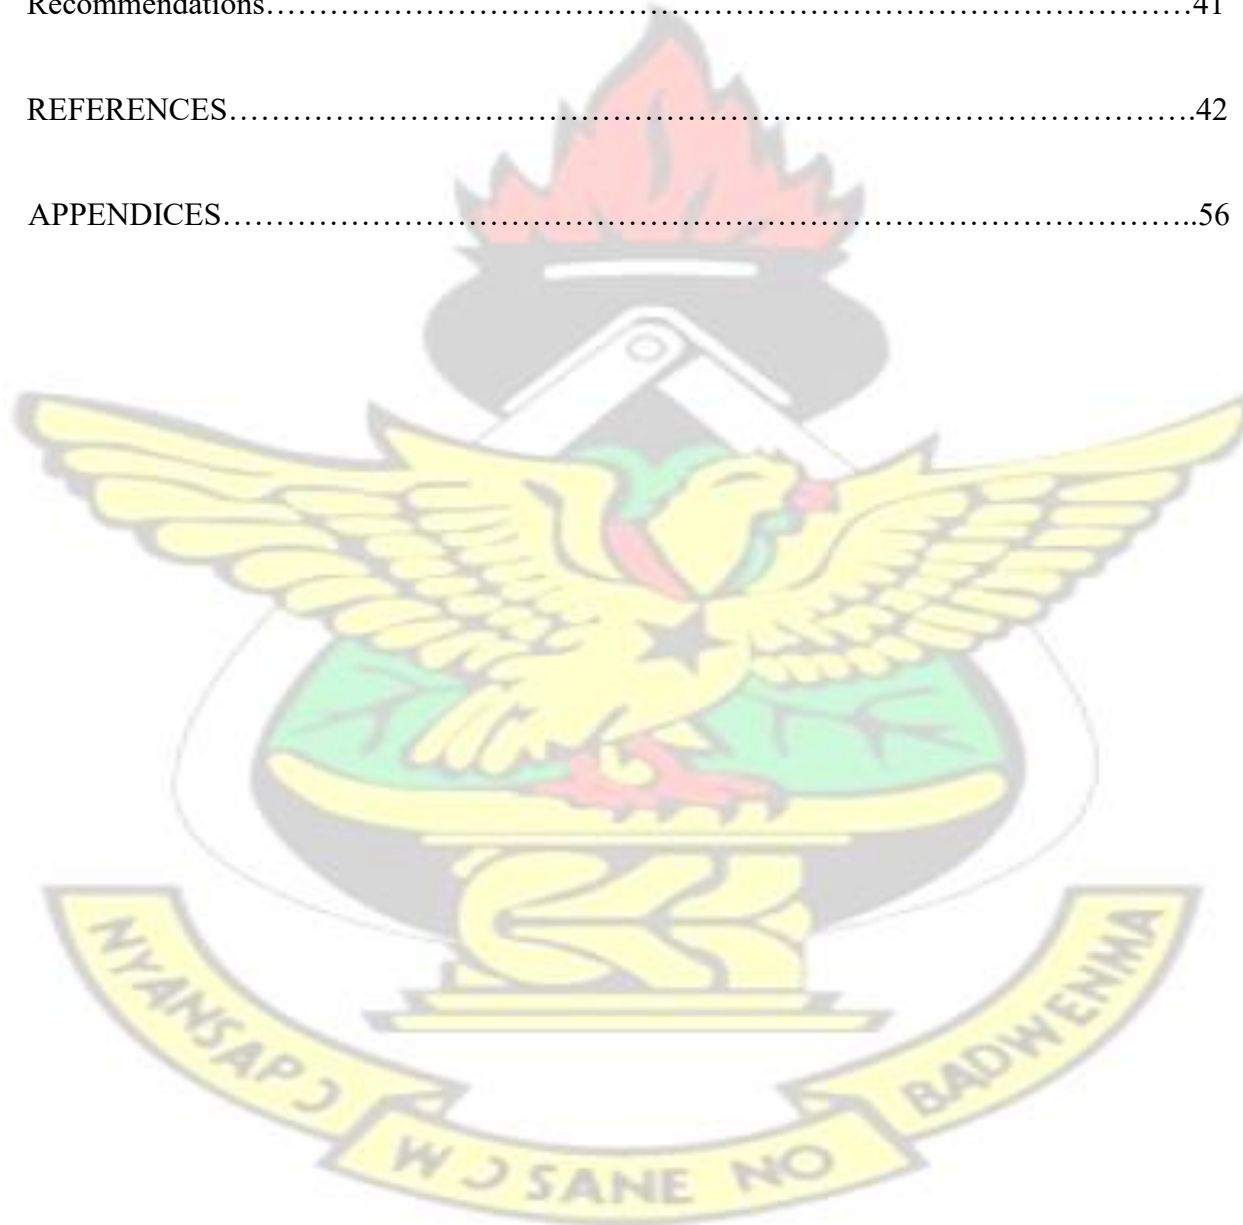 Recommendations………………………………………………………………………………41
REFERENCES……………………………………………………………………………….42
APPENDICES………………………………………………………………………………..56
NYANSAPƆ
WƆSANE NO
BADWENMA